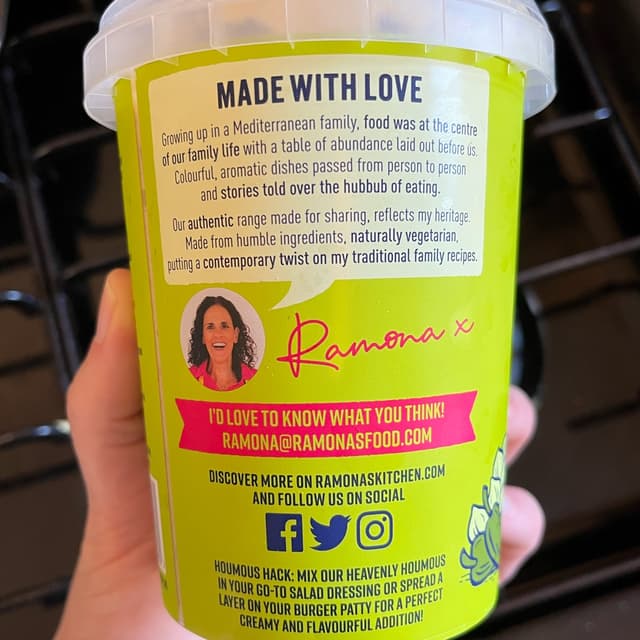 MADE WITH LOVE
Growing up in a Mediterranean family, food was at the centre
of our family life with a table of abundance laid out before us.
Colourful, aromatic dishes passed from person to person
and stories told over the hubbub of eating.
Our authentic range made for sharing, reflects my heritage.
Made from humble ingredients, naturally vegetarian,
putting a contemporary twist on my traditional family recipes.
Ramona x
I'D LOVE TO KNOW WHAT YOU THINK!
RAMONA@RAMONASFOOD.COM
DISCOVER MORE ON RAMONASKITCHEN.COM
AND FOLLOW US ON SOCIAL
HOUMOUS HACK: MIX OUR HEAVENLY HOUMOUS
IN YOUR GO-TO SALAD DRESSING OR SPREAD A
LAYER ON YOUR BURGER PATTY FOR A PERFECT
CREAMY AND FLAVOURFUL ADDITION!